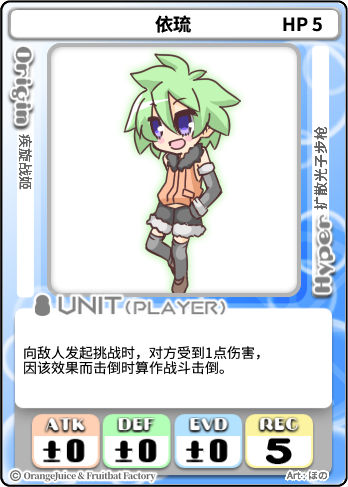 依琉 HP 5
Origin 疾旋战姬
Hyper 扩散光子步枪
UNIT(PLAYER)
向敌人发起挑战时，对方受到1点伤害，
因该效果而击倒时算作战斗击倒。
ATK DEF EVD REC
±0 ±0 ±0 5
© OrangeJuice & Fruitbat Factory Art : ほの